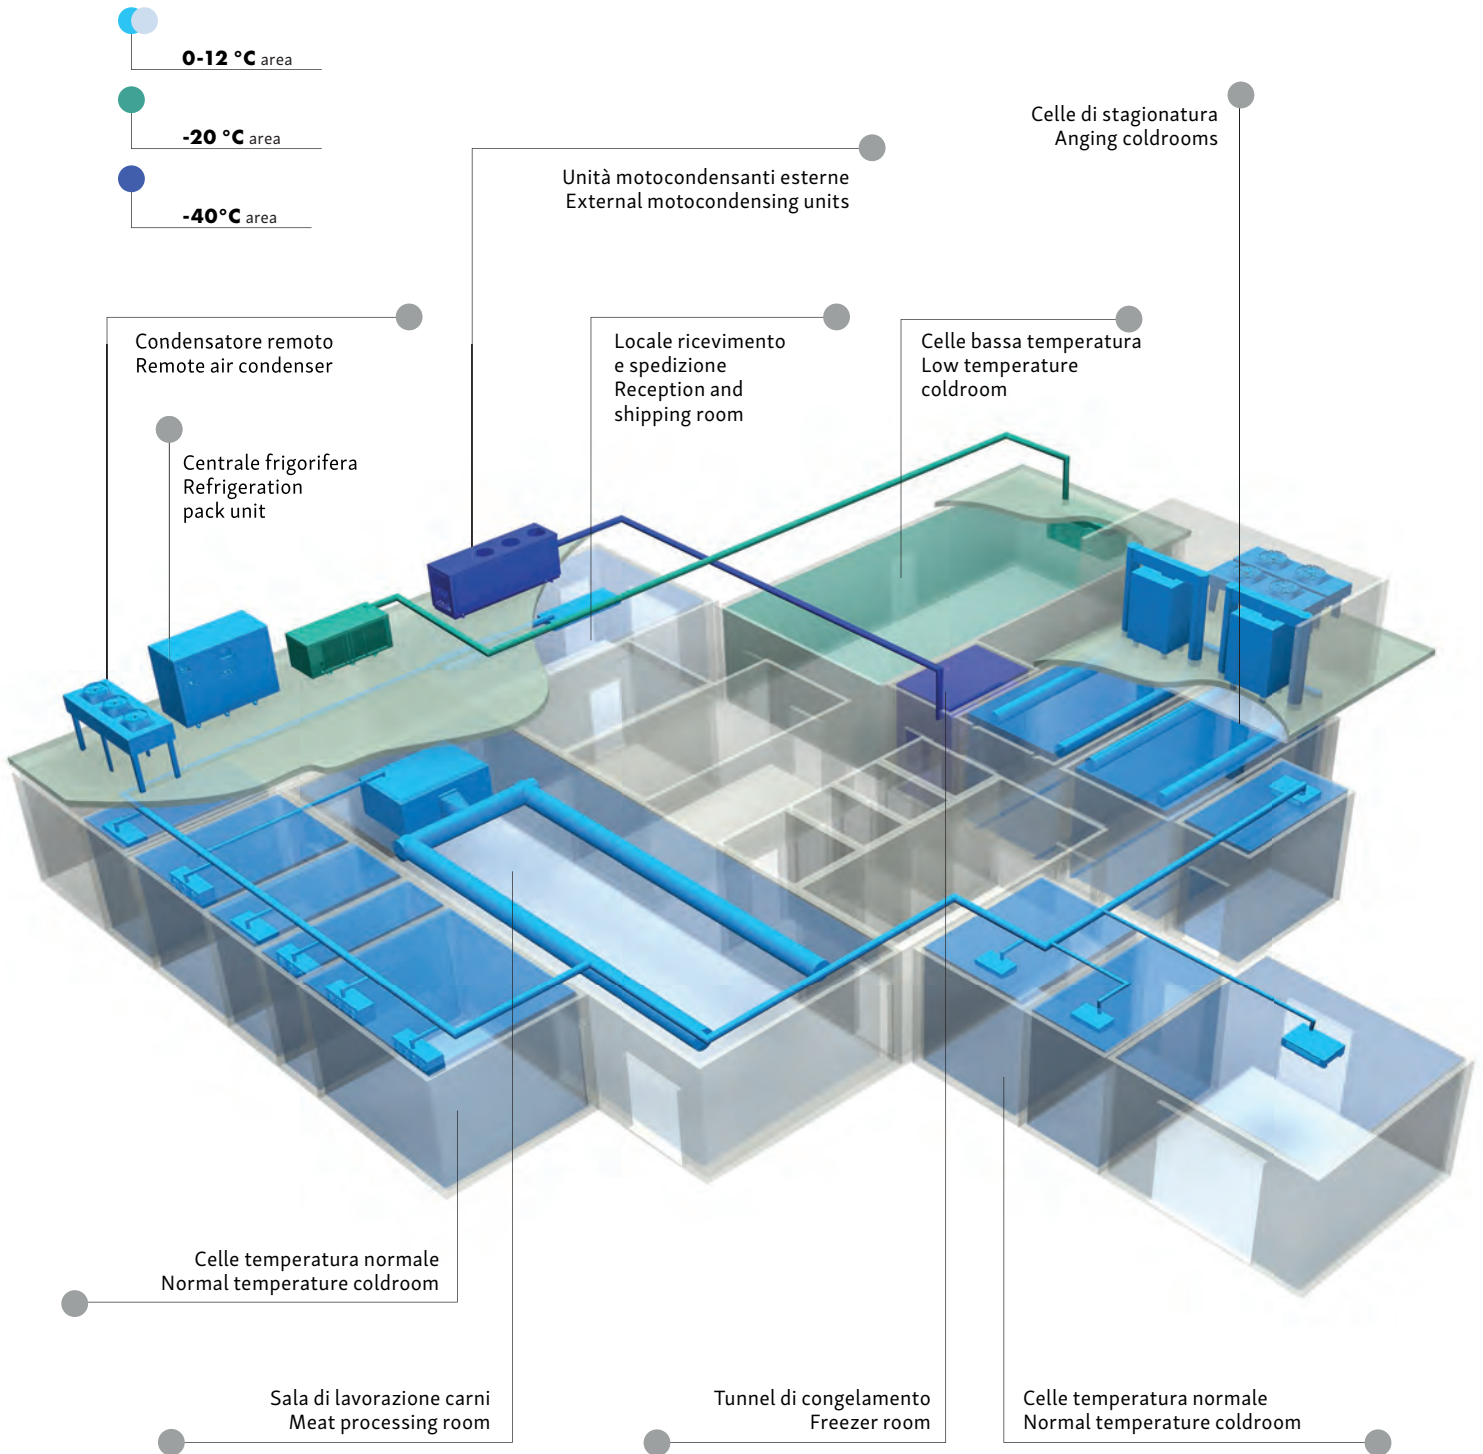 0-12 °C area
-20 °C area
-40°C area
Celle di stagionatura
Anging coldrooms
Unità motocondensanti esterne
External motocondensing units
Condensatore remoto
Remote air condenser
Locale ricevimento
e spedizione
Reception and
shipping room
Celle bassa temperatura
Low temperature
coldroom
Centrale frigorifera
Refrigeration
pack unit
Celle temperatura normale
Normal temperature coldroom
Sala di lavorazione carni
Meat processing room
Tunnel di congelamento
Freezer room
Celle temperatura normale
Normal temperature coldroom